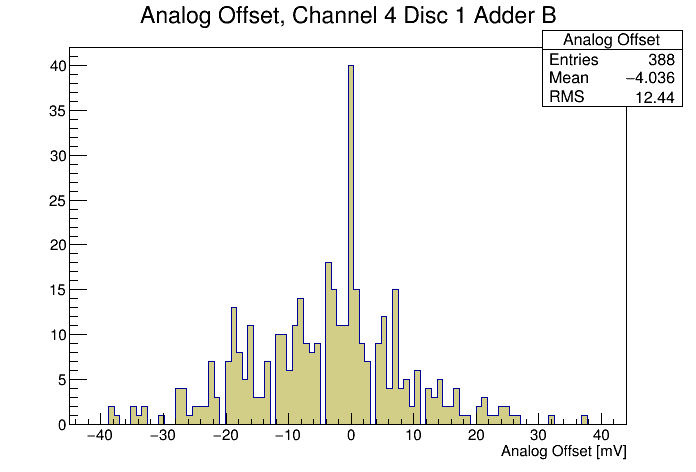 Analog Offset, Channel 4 Disc 1 Adder B
Analog Offset
Entries 388
Mean −4.036
RMS 12.44
40
35
30
25
20
15
10
5
0
−40 −30 −20 −10 0 10 20 30 40
Analog Offset [mV]